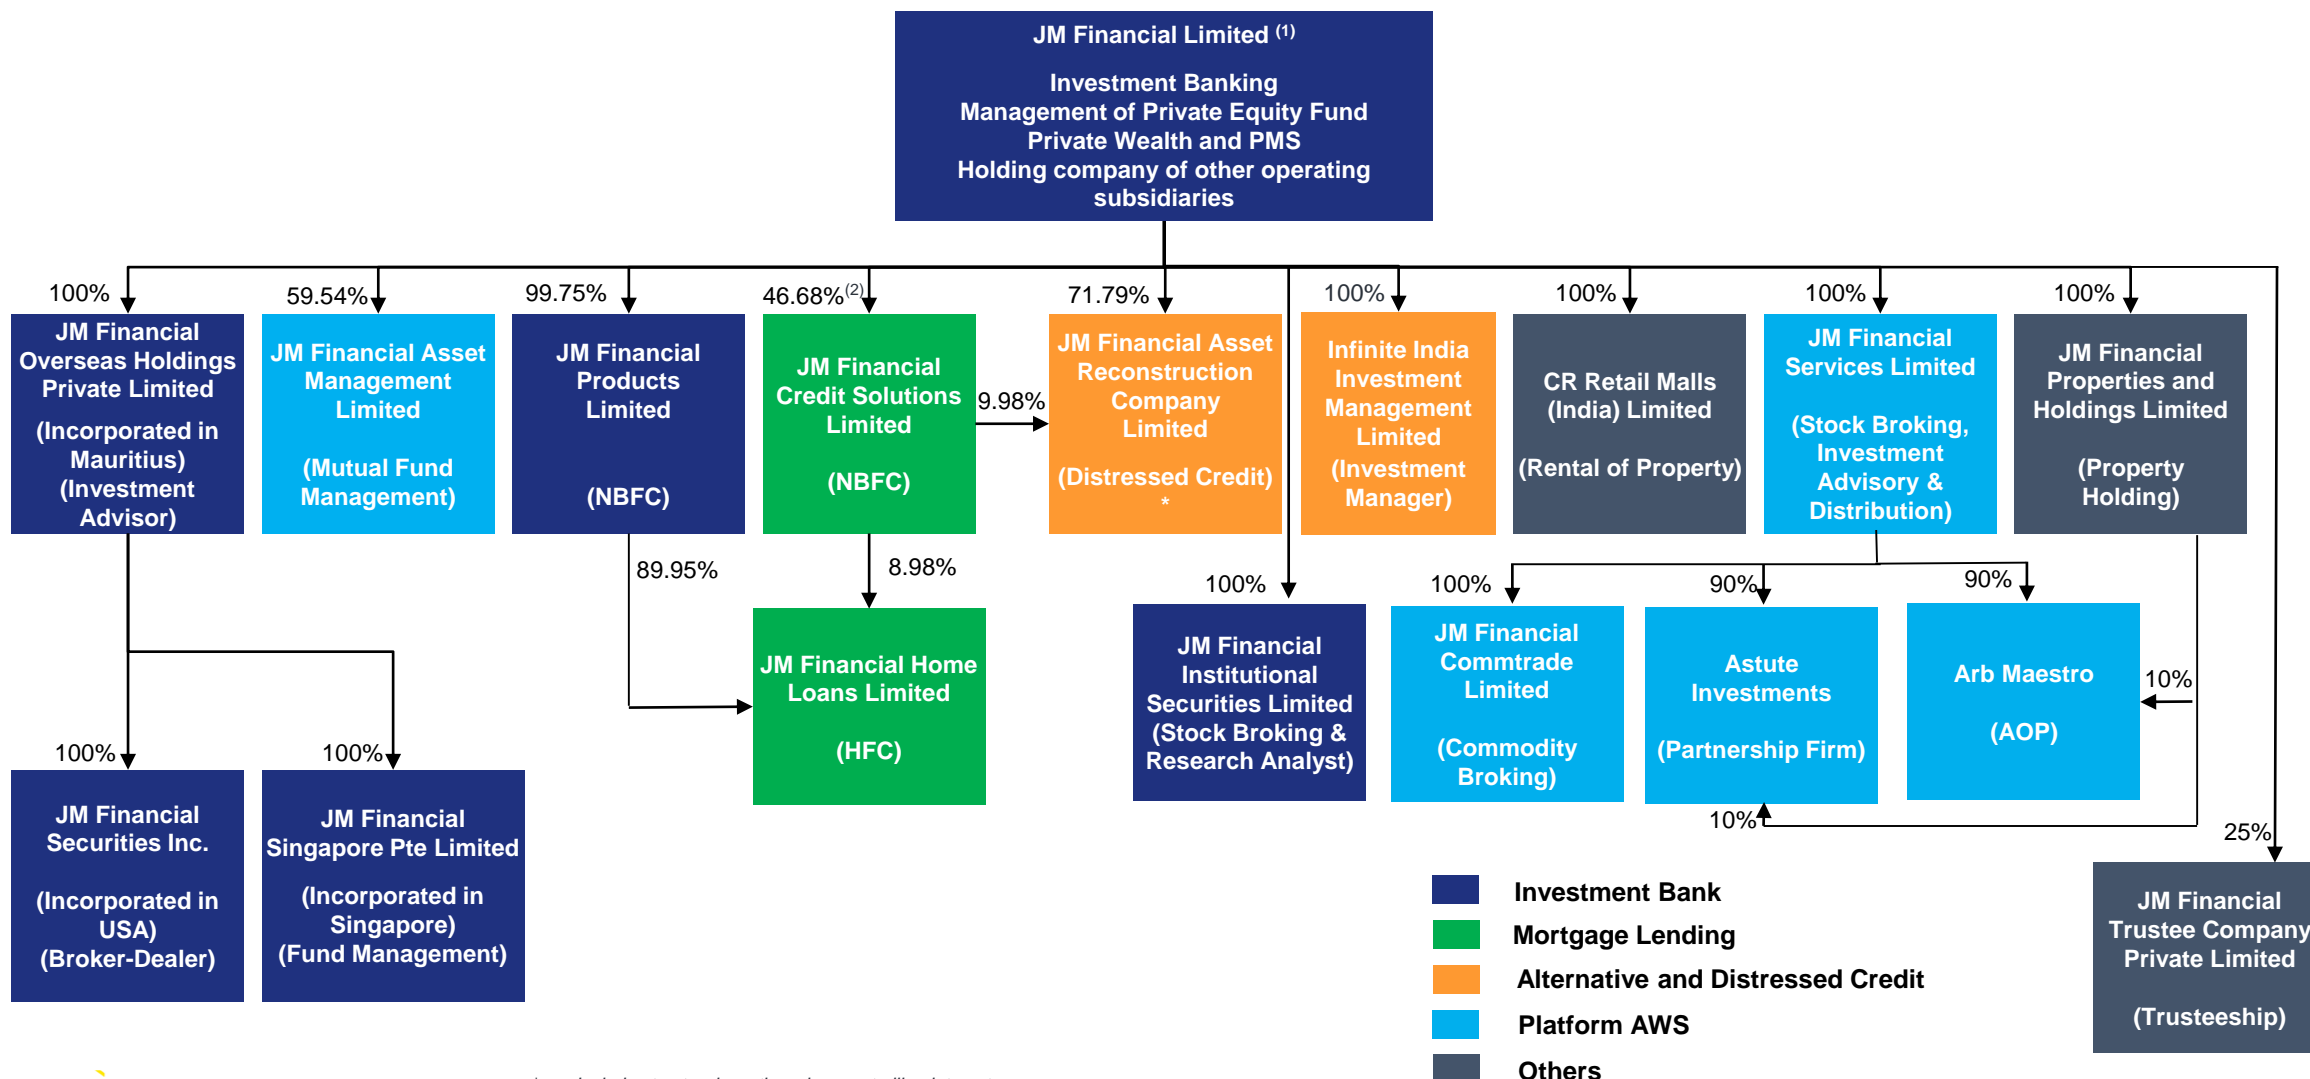 JM Financial Limited (1)
Investment Banking
Management of Private Equity Fund
Private Wealth and PMS
Holding company of other operating
subsidiaries
100%
59.54%
99.75%
46.68%(2)
71.79%
100%
100%
100%
100%
JM Financial
Overseas Holdings
Private Limited
(Incorporated in
Mauritius)
(Investment
Advisor)
JM Financial Asset
Management
Limited
(Mutual Fund
Management)
JM Financial
Products
Limited
(NBFC)
JM Financial
Credit Solutions
Limited
(NBFC)
9.98%
JM Financial Asset
Reconstruction
Company
Limited
(Distressed Credit)
*
Infinite India
Investment
Management
Limited
(Investment
Manager)
CR Retail Malls
(India) Limited
(Rental of Property)
JM Financial
Services Limited
(Stock Broking,
Investment
Advisory &
Distribution)
JM Financial
Properties and
Holdings Limited
(Property
Holding)
89.95%
8.98%
100%
100%
90%
90%
JM Financial Home
Loans Limited
(HFC)
JM Financial
Institutional
Securities Limited
(Stock Broking &
Research Analyst)
JM Financial
Commtrade
Limited
(Commodity
Broking)
Astute
Investments
(Partnership Firm)
Arb Maestro
(AOP)
10%
10%
25%
100%
100%
JM Financial
Securities Inc.
(Incorporated in
USA)
(Broker-Dealer)
JM Financial
Singapore Pte Limited
(Incorporated in
Singapore)
(Fund Management)
JM Financial
Trustee Company
Private Limited
(Trusteeship)
Investment Bank
Mortgage Lending
Alternative and Distressed Credit
Platform AWS
Others